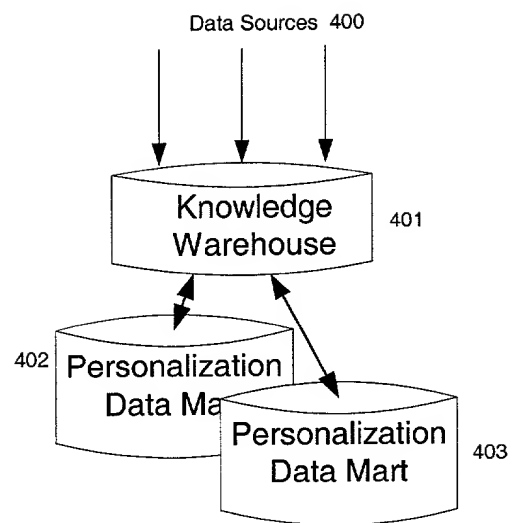 Data Sources 400
Knowledge
Warehouse
401
402
Personalization
Data Ma
Personalization
Data Mart
403